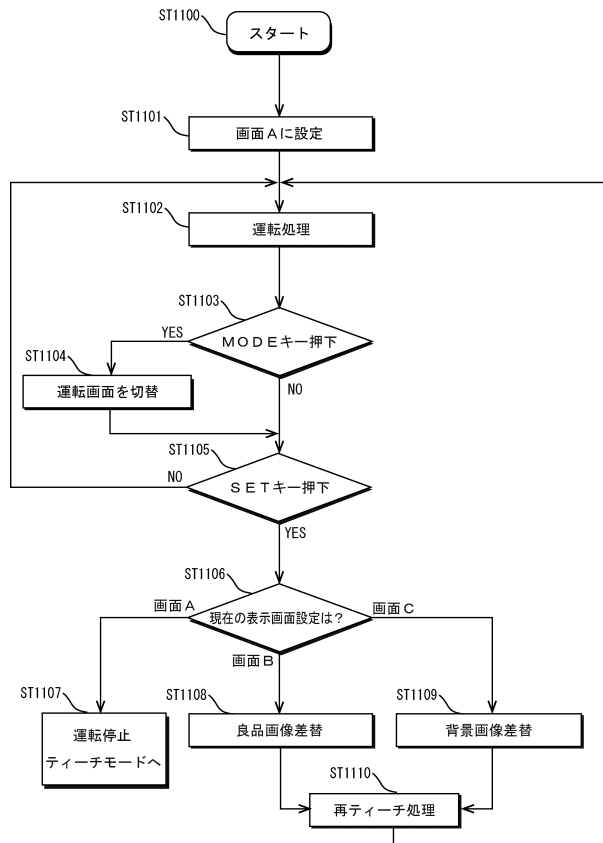 ST1100
スタート
ST1101
画面Aに設定
ST1102
運転処理
ST1103
MODEキー押下
YES
NO
ST1104
運転画面を切替
ST1105
SETキー押下
NO
YES
ST1106
現在の表示画面設定は？
画面A
画面B
画面C
ST1107
運転停止
ティーチモードへ
ST1108
良品画像差替
ST1109
背景画像差替
ST1110
再ティーチ処理